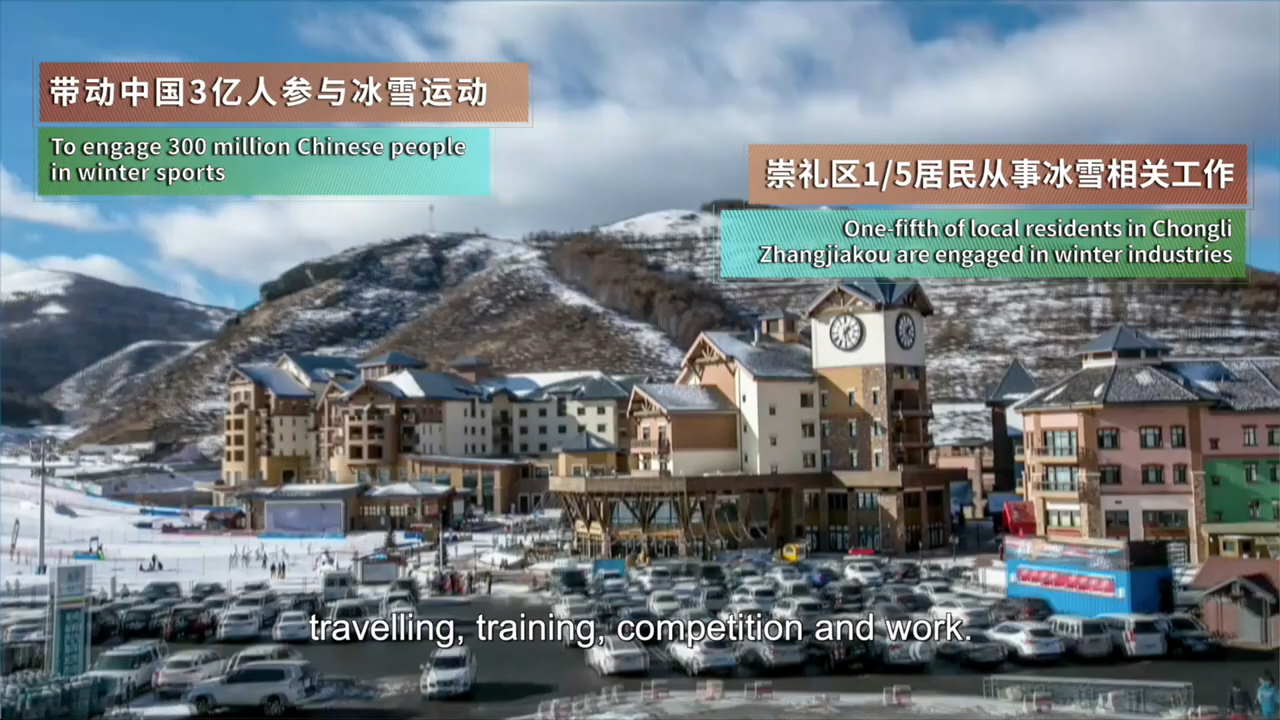 带动中国3亿人参与冰雪运动
To engage 300 million Chinese people
in winter sports
崇礼区1/5居民从事冰雪相关工作
One-fifth of local residents in Chongli
Zhangjiakou are engaged in winter industries
travelling, training, competition and work.